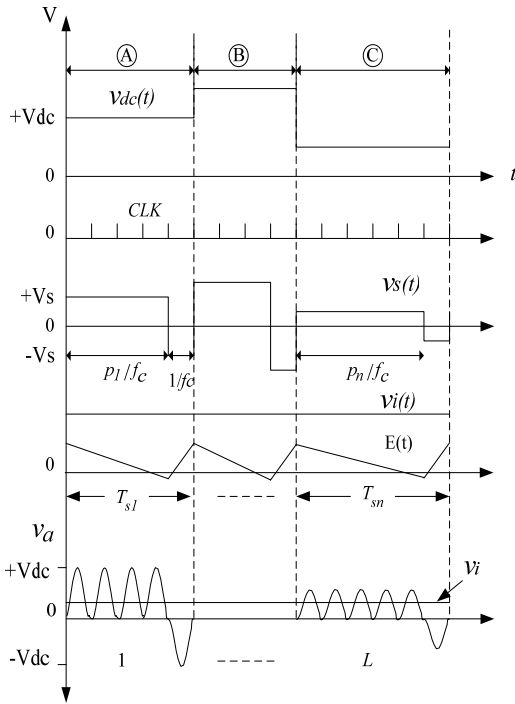 V
Ⓐ Ⓑ Ⓒ
vdc(t)
+Vdc
0 t
CLK
0
+Vs vs(t)
0
-Vs
p1/fc 1/fc pn/fc
vi(t)
E(t)
0
Ts1 ----- Tsn
va
+Vdc vi
0
-Vdc 1 ----- L